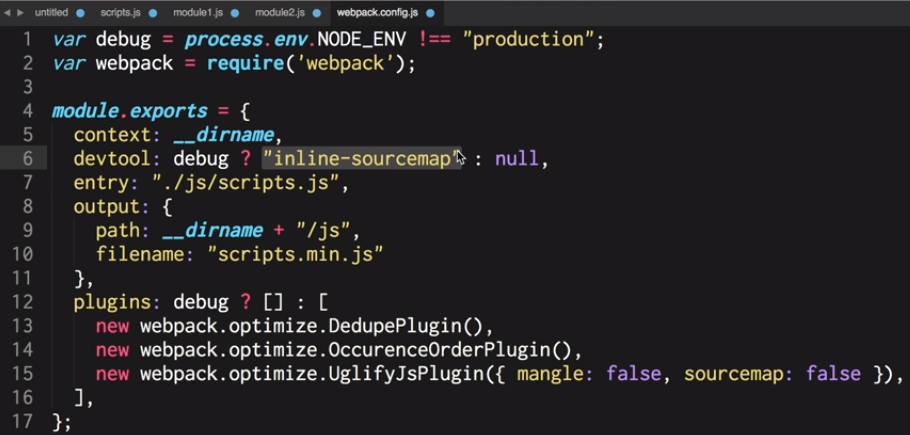 untitled scripts.js module1.js module2.js webpack.config.js
1 var debug = process.env.NODE_ENV !== "production";
2 var webpack = require('webpack');
3
4 module.exports = {
5   context: __dirname,
6   devtool: debug ? "inline-sourcemap" : null,
7   entry: "./js/scripts.js",
8   output: {
9     path: __dirname + "/js",
10     filename: "scripts.min.js"
11   },
12   plugins: debug ? [] : [
13     new webpack.optimize.DedupePlugin(),
14     new webpack.optimize.OccurenceOrderPlugin(),
15     new webpack.optimize.UglifyJsPlugin({ mangle: false, sourcemap: false }),
16   ],
17 };